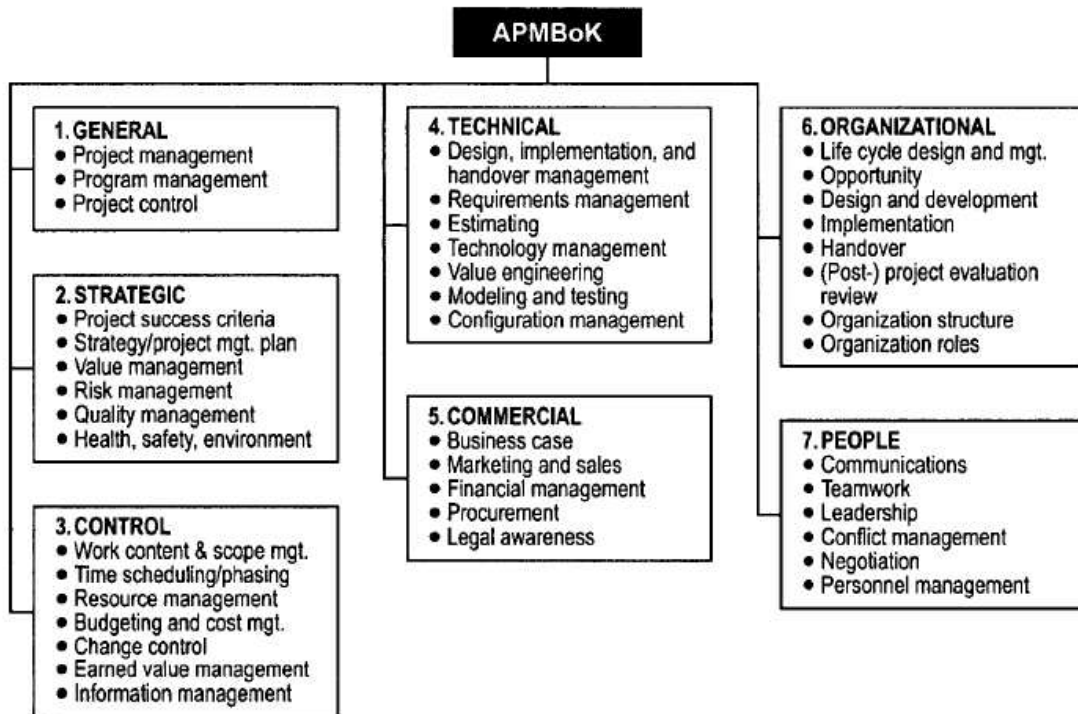 APMBoK
1. GENERAL
● Project management
● Program management
● Project control
2. STRATEGIC
● Project success criteria
● Strategy/project mgt. plan
● Value management
● Risk management
● Quality management
● Health, safety, environment
3. CONTROL
● Work content & scope mgt.
● Time scheduling/phasing
● Resource management
● Budgeting and cost mgt.
● Change control
● Earned value management
● Information management
4. TECHNICAL
● Design, implementation, and
handover management
● Requirements management
● Estimating
● Technology management
● Value engineering
● Modeling and testing
● Configuration management
5. COMMERCIAL
● Business case
● Marketing and sales
● Financial management
● Procurement
● Legal awareness
6. ORGANIZATIONAL
● Life cycle design and mgt.
● Opportunity
● Design and development
● Implementation
● Handover
● (Post-) project evaluation
review
● Organization structure
● Organization roles
7. PEOPLE
● Communications
● Teamwork
● Leadership
● Conflict management
● Negotiation
● Personnel management